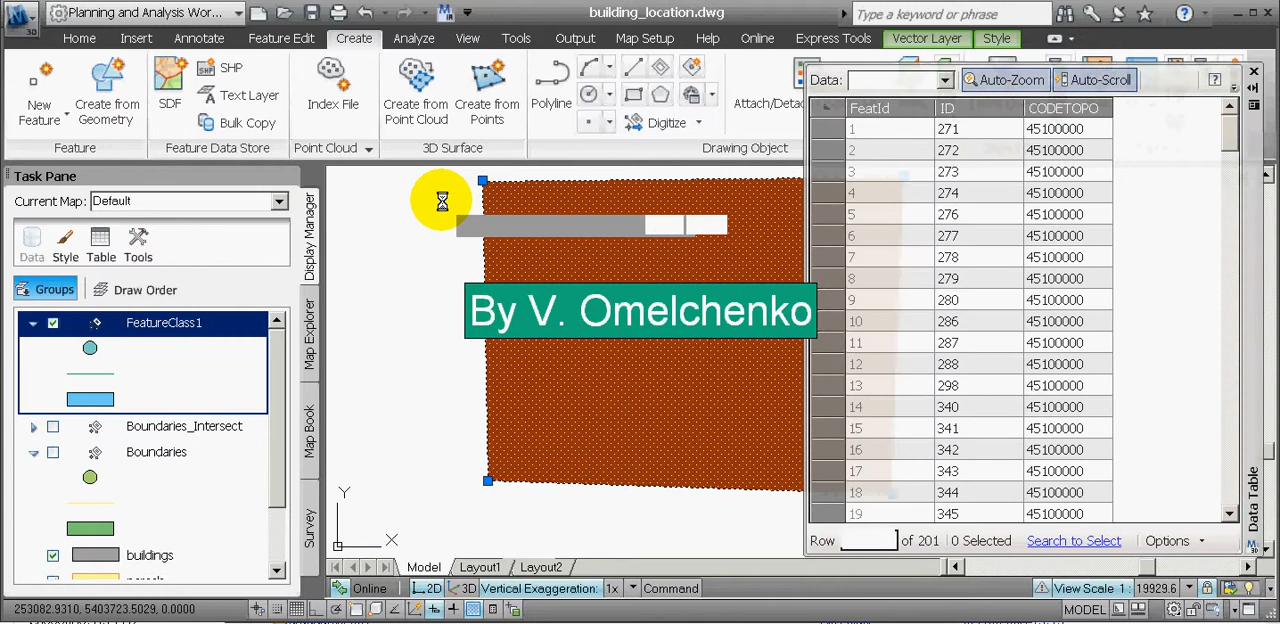 Planning and Analysis Wor...
building_location.dwg
Type a keyword or phrase
3D
Home Insert Annotate Feature Edit Create Analyze View Tools Output Map Setup Help Online Express Tools Vector Layer Style
New Feature
Create from Geometry
Feature
SDF
SHP
Text Layer
Bulk Copy
Feature Data Store
Index File
Point Cloud
Create from Point Cloud
Create from Points
3D Surface
Polyline
Digitize
Attach/Detac
Drawing Object
Task Pane
Current Map: Default
Data Style Table Tools
Groups Draw Order
FeatureClass1
Boundaries_Intersect
Boundaries
buildings
Display Manager
Map Explorer
Map Book
Survey
By V. Omelchenko
Y
X
Data: Auto-Zoom Auto-Scroll
FeatId ID CODETOPO
1 271 45100000
2 272 45100000
3 273 45100000
4 274 45100000
5 276 45100000
6 277 45100000
7 278 45100000
8 279 45100000
9 280 45100000
10 286 45100000
11 287 45100000
12 288 45100000
13 298 45100000
14 340 45100000
15 341 45100000
16 342 45100000
17 343 45100000
18 344 45100000
19 345 45100000
Row of 201 0 Selected Search to Select Options
Data Table
Model Layout1 Layout2
Online 2D 3D Vertical Exaggeration: 1x Command View Scale 1:19929.6
253082.9310, 5403723.5029, 0.0000
MODEL